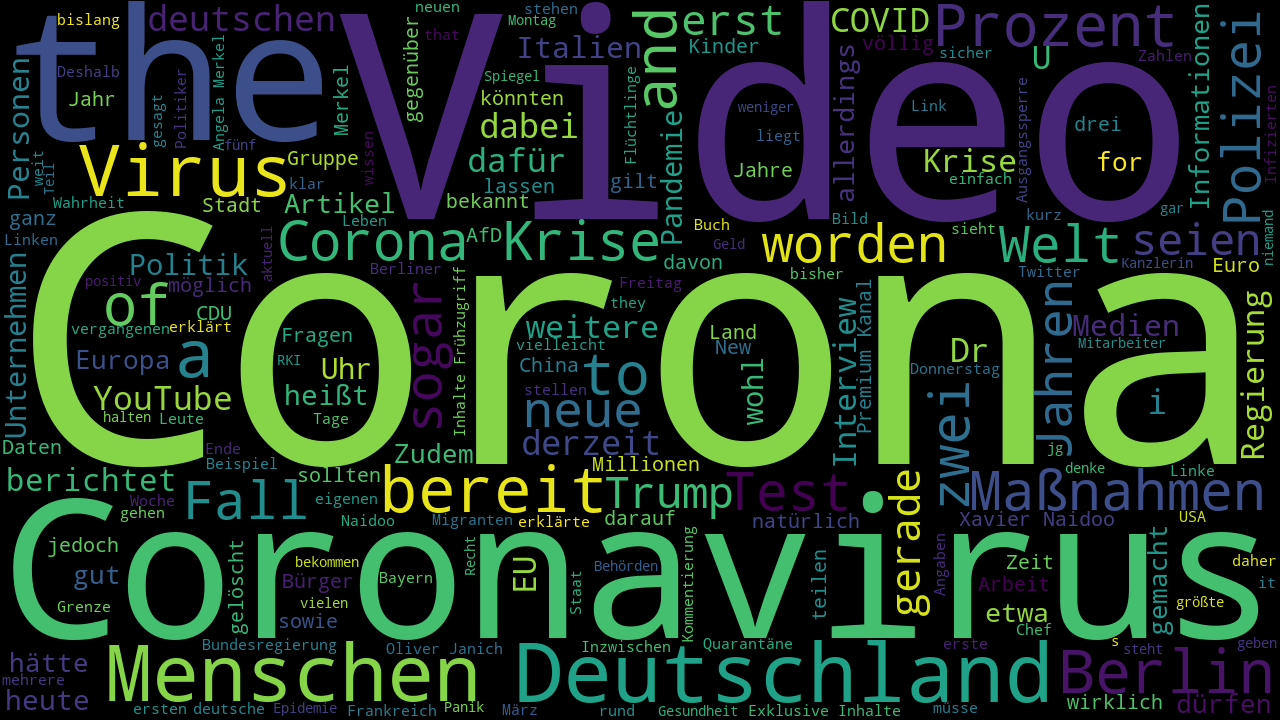 bislang
deutschen
the
Video
neuen
stehen
Montag
that
gegenüber
Italien
and
erst
Kinder
COVID
völlig
Prozent
U
sicher
Zahlen
Informationen
Polizei
Deshalb
Jahr
Personen
gesagt
Politiker
Angela Merkel
Merkel
Spiegel
könnten
dabei
Flüchtlinge
weniger
Link
allerdings
liegt
drei
Ausgangssperre
Infizierten
fünf
weit
Teil
Virus
Gruppe
wissen
dafür
Pandemie
Jahre
Krise
einfach
for
klar
lassen
gilt
Wahrheit
Stadt
Artikel
bekannt
ganz
Leben
Buch
Bild
kurz
gar
niemand
Linken
Corona
AfD
Krise
Geld
worden
sieht
Welt
seien
Politik
aktuell
Berliner
davon
bisher
Twitter
Kanzlerin
Euro
positiv
möglich
Freitag
Unternehmen
of
CDU
they
Corona
Premium Kanal
Jahren
Medien
Regierung
vergangenen
erklärt
Fragen
sogar
Inhalte Frühzugriff
weitere
vielleicht
Land
New
Interview
Dr
Mitarbeiter
Europa
a
RKI
Uhr
China
to
wohl
Donnerstag
YouTube
heißt
stellen
neue
zwei
i
halten
Leute
Tage
Daten
Ende
derzeit
jg
Beispiel
Zudem
Millionen
denke
Linke
berichtet
sollten
Woche
Fall
eigenen
bereit
Trump
Test
gerade
Maßnahmen
gehen
Naidoo
Migranten
erklärte
darauf
natürlich
Xavier Naidoo
USA
Coronavirus
jedoch
gelöscht
bekommen
Recht
EU
Behörden
Kommentierung
teilen
Angaben
Zeit
gemacht
daher
gut
Bürger
Bayern
Staat
Arbeit
it
Grenze
vielen
etwa
größte
sowie
Chef
Bundesregierung
Oliver Janich
Inzwischen
Quarantäne
erste
s
steht
geben
hätte
Menschen
Deutschland
Berlin
mehrere
heute
wirklich
dürfen
ersten
deutsche
Epidemie
Frankreich
Panik
März
rund
Gesundheit
Exklusive Inhalte
müsse